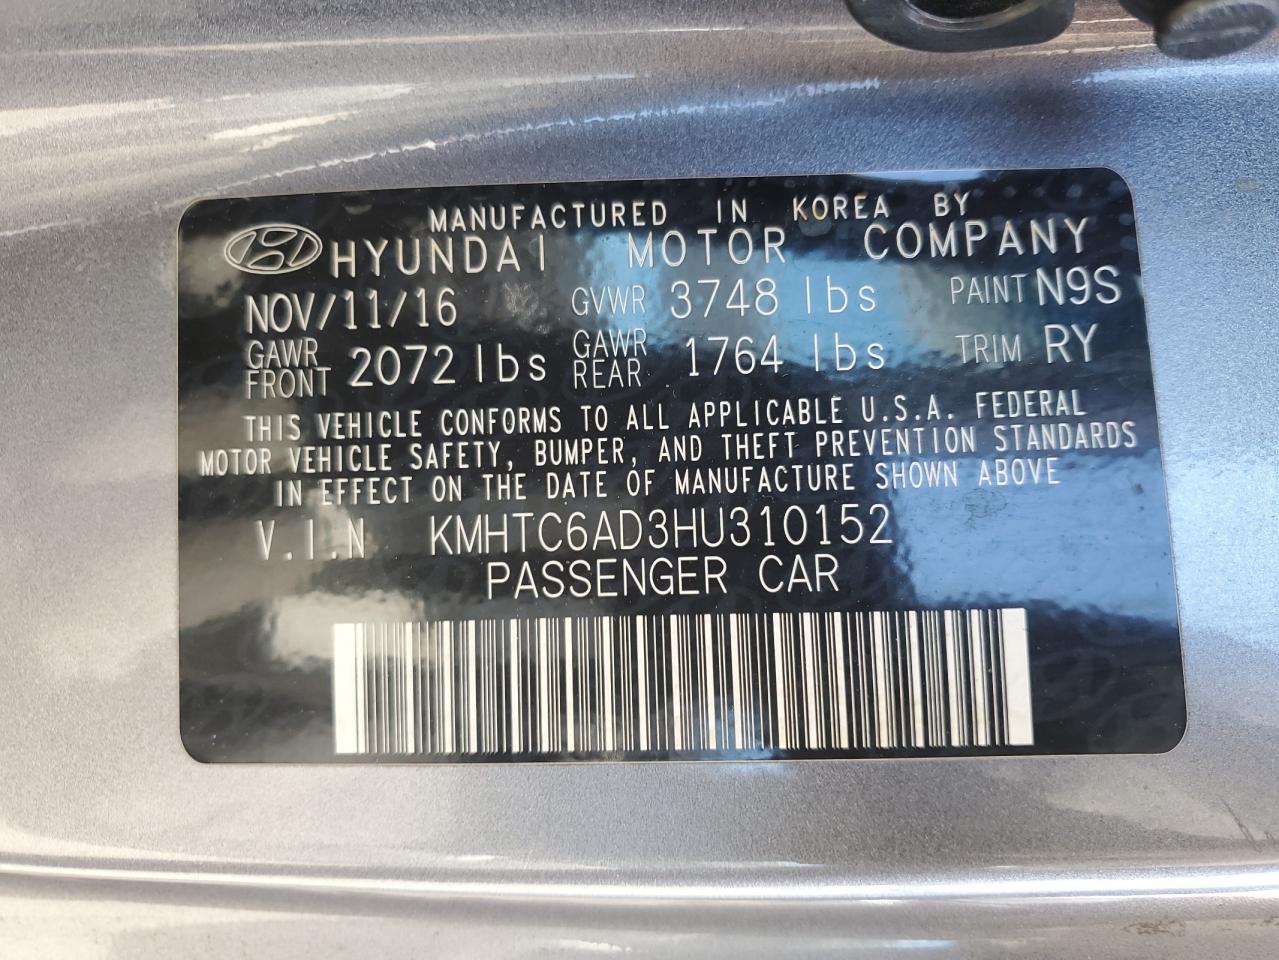 MANUFACTURED IN KOREA BY
HYUNDAI MOTOR COMPANY
NOV/11/16 GVWR 3748 lbs PAINT N9S
GAWR FRONT 2072 lbs GAWR REAR 1764 lbs TRIM RY
THIS VEHICLE CONFORMS TO ALL APPLICABLE U.S.A. FEDERAL
MOTOR VEHICLE SAFETY, BUMPER, AND THEFT PREVENTION STANDARDS
IN EFFECT ON THE DATE OF MANUFACTURE SHOWN ABOVE
V.I.N KMHTC6AD3HU310152
PASSENGER CAR